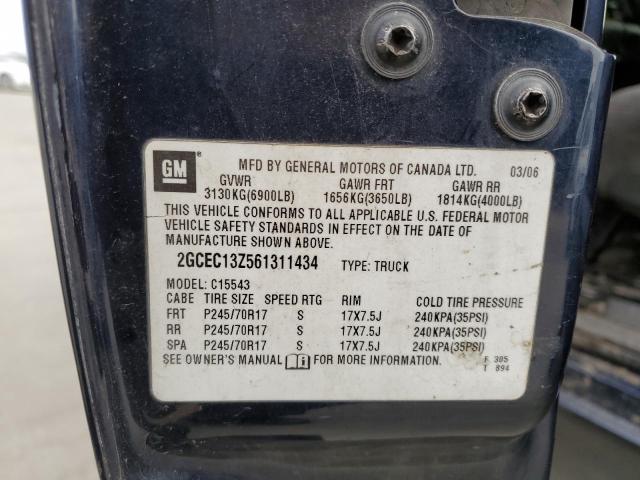 GM ® MFD BY GENERAL MOTORS OF CANADA LTD. 03/06
GVWR GAWR FRT GAWR RR
3130KG(6900LB) 1656KG(3650LB) 1814KG(4000LB)
THIS VEHICLE CONFORMS TO ALL APPLICABLE U.S. FEDERAL MOTOR
VEHICLE SAFETY STANDARDS IN EFFECT ON THE DATE OF
MANUFACTURE SHOWN ABOVE.
2GCEC13Z561311434 TYPE: TRUCK
MODEL: C15543
CABE TIRE SIZE SPEED RTG RIM COLD TIRE PRESSURE
FRT P245/70R17 S 17X7.5J 240KPA(35PSI)
RR P245/70R17 S 17X7.5J 240KPA(35PSI)
SPA P245/70R17 S 17X7.5J 240KPA(35PSI)
SEE OWNER'S MANUAL FOR MORE INFORMATION.
F 305
T 894